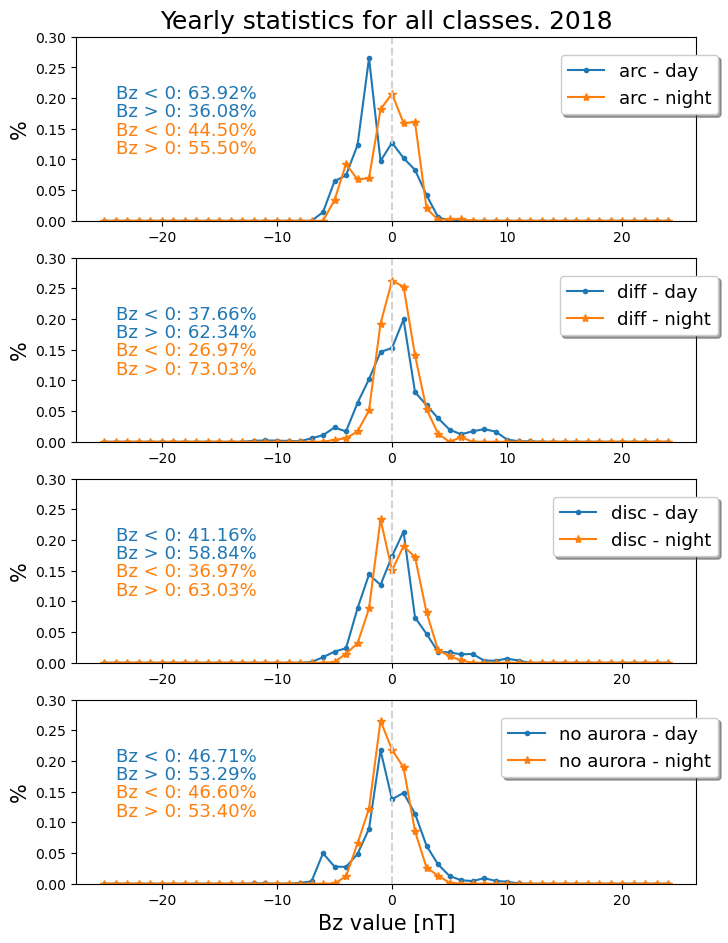 Yearly statistics for all classes. 2018
0.30
0.25
0.20
0.15
0.10
0.05
0.00
%
Bz < 0: 63.92%
Bz > 0: 36.08%
Bz < 0: 44.50%
Bz > 0: 55.50%
arc - day
arc - night
−20 −10 0 10 20
0.30
0.25
0.20
0.15
0.10
0.05
0.00
%
Bz < 0: 37.66%
Bz > 0: 62.34%
Bz < 0: 26.97%
Bz > 0: 73.03%
diff - day
diff - night
−20 −10 0 10 20
0.30
0.25
0.20
0.15
0.10
0.05
0.00
%
Bz < 0: 41.16%
Bz > 0: 58.84%
Bz < 0: 36.97%
Bz > 0: 63.03%
disc - day
disc - night
−20 −10 0 10 20
0.30
0.25
0.20
0.15
0.10
0.05
0.00
%
Bz < 0: 46.71%
Bz > 0: 53.29%
Bz < 0: 46.60%
Bz > 0: 53.40%
no aurora - day
no aurora - night
−20 −10 0 10 20
Bz value [nT]